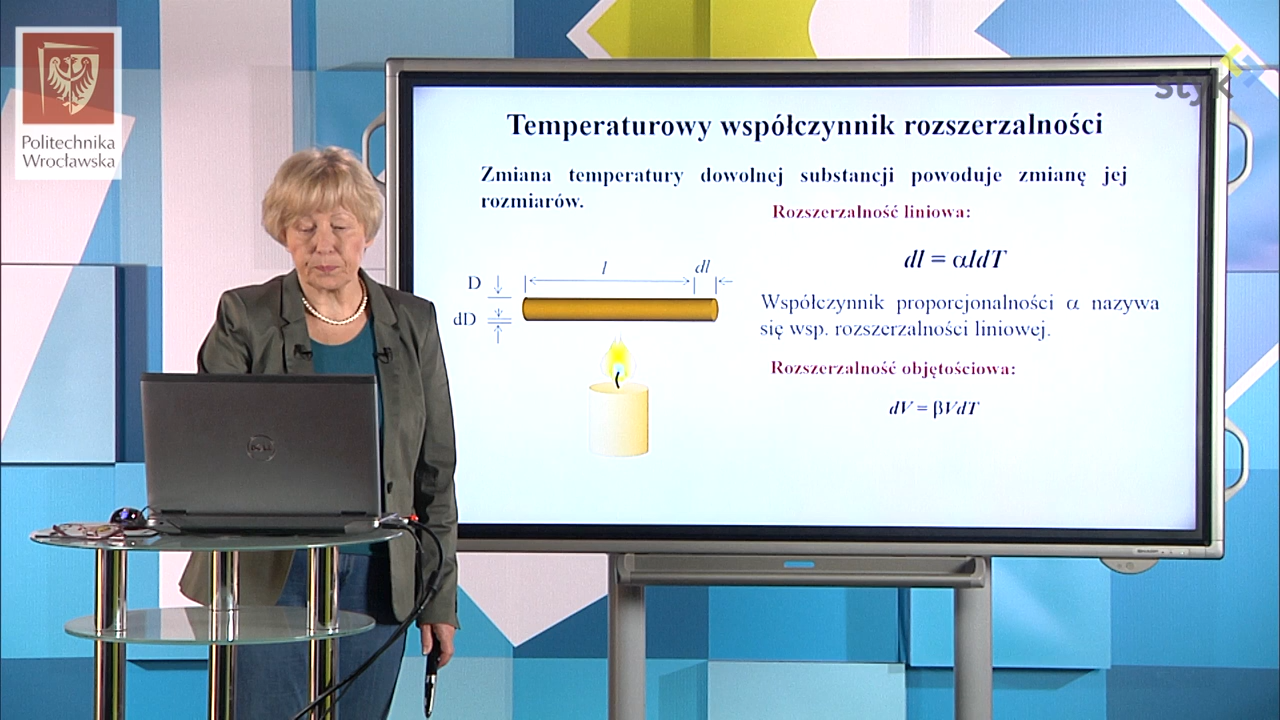 Politechnika
Wrocławska
styk
Temperaturowy współczynnik rozszerzalności
Zmiana temperatury dowolnej substancji powoduje zmianę jej
rozmiarów.
Rozszerzalność liniowa:
dl = αldT
D
l
dl
dD
Współczynnik proporcjonalności α nazywa
się wsp. rozszerzalności liniowej.
Rozszerzalność objętościowa:
dV = βVdT
DELL
SHARP